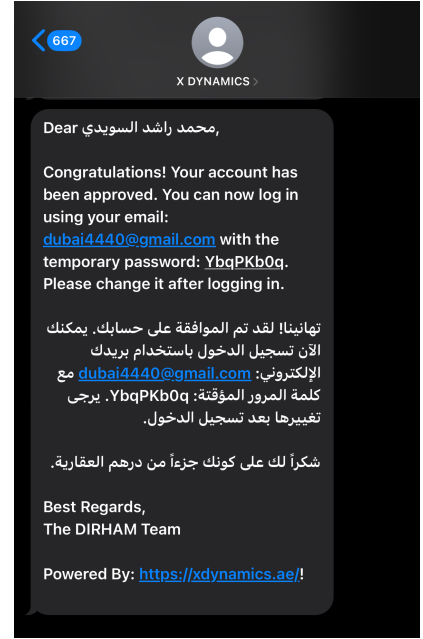 667
X DYNAMICS
Dear محمد راشد السويدي,
Congratulations! Your account has
been approved. You can now log in
using your email:
dubai4440@gmail.com with the
temporary password: YbqPKb0q.
Please change it after logging in.
تهانينا! لقد تم الموافقة على حسابك. يمكنك
الآن تسجيل الدخول باستخدام بريدك
الإلكتروني: dubai4440@gmail.com مع
كلمة المرور المؤقتة: YbqPKb0q. يرجى
تغييرها بعد تسجيل الدخول.
شكراً لك على كونك جزءاً من درهم العقارية.
Best Regards,
The DIRHAM Team
Powered By: https://xdynamics.ae/!